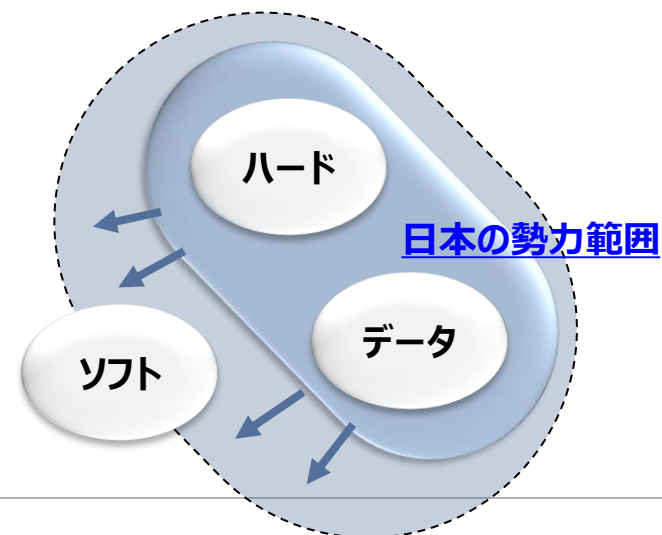 ハード
日本の勢力範囲
データ
ソフト